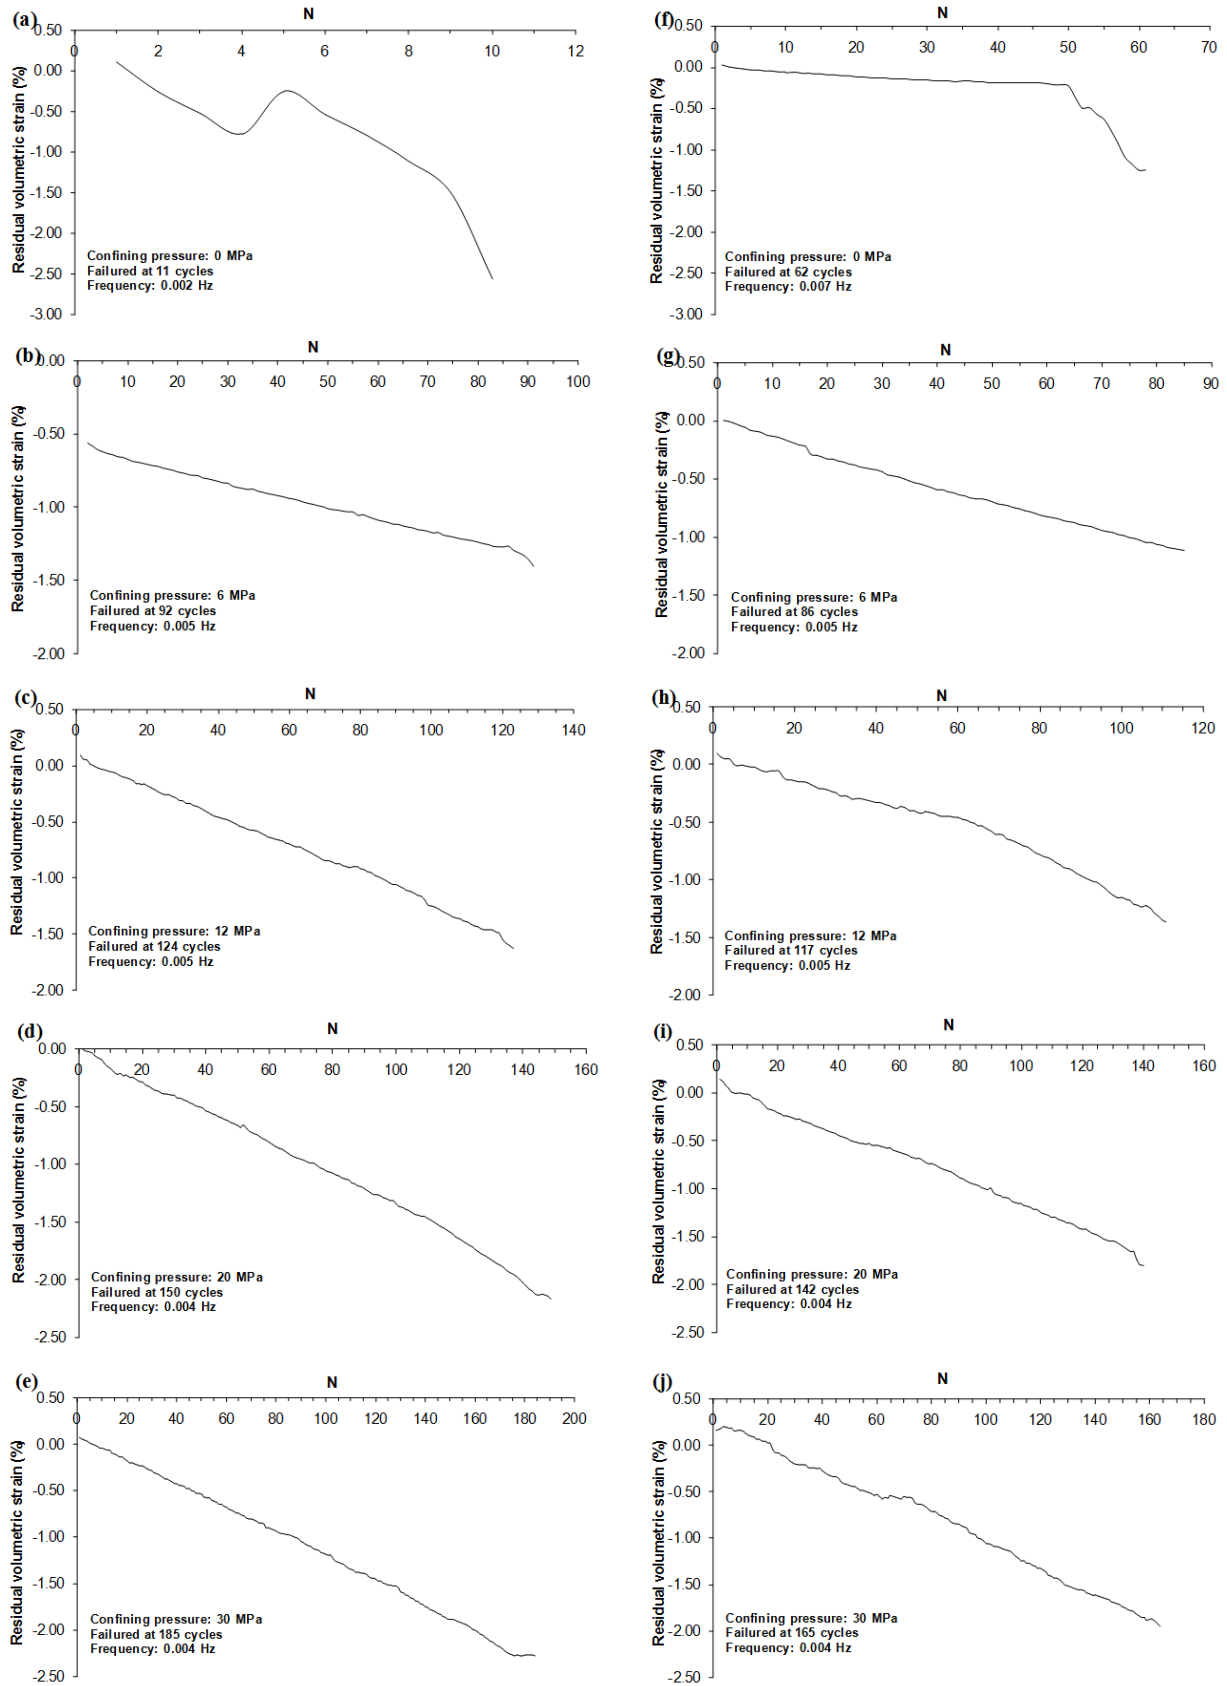 (a)
N
0.50
0 2 4 6 8 10 12
0.00
-0.50
-1.00
-1.50
-2.00
-2.50
-3.00
Residual volumetric strain (%)
Confining pressure: 0 MPa
Failured at 11 cycles
Frequency: 0.002 Hz
(f)
N
0.50
0 10 20 30 40 50 60 70
0.00
-0.50
-1.00
-1.50
-2.00
-2.50
-3.00
Residual volumetric strain (%)
Confining pressure: 0 MPa
Failured at 62 cycles
Frequency: 0.007 Hz
(b)
N
0.00
0 10 20 30 40 50 60 70 80 90 100
-0.50
-1.00
-1.50
-2.00
Residual volumetric strain (%)
Confining pressure: 6 MPa
Failured at 92 cycles
Frequency: 0.005 Hz
(g)
N
0.50
0 10 20 30 40 50 60 70 80 90
0.00
-0.50
-1.00
-1.50
-2.00
Residual volumetric strain (%)
Confining pressure: 6 MPa
Failured at 86 cycles
Frequency: 0.005 Hz
(c)
N
0.50
0 20 40 60 80 100 120 140
0.00
-0.50
-1.00
-1.50
-2.00
Residual volumetric strain (%)
Confining pressure: 12 MPa
Failured at 124 cycles
Frequency: 0.005 Hz
(h)
N
0.50
0 20 40 60 80 100 120
0.00
-0.50
-1.00
-1.50
-2.00
Residual volumetric strain (%)
Confining pressure: 12 MPa
Failured at 117 cycles
Frequency: 0.005 Hz
(d)
N
0.00
0 20 40 60 80 100 120 140 160
-0.50
-1.00
-1.50
-2.00
-2.50
Residual volumetric strain (%)
Confining pressure: 20 MPa
Failured at 150 cycles
Frequency: 0.004 Hz
(i)
N
0.50
0 20 40 60 80 100 120 140 160
0.00
-0.50
-1.00
-1.50
-2.00
-2.50
Residual volumetric strain (%)
Confining pressure: 20 MPa
Failured at 142 cycles
Frequency: 0.004 Hz
(e)
N
0.50
0 20 40 60 80 100 120 140 160 180 200
0.00
-0.50
-1.00
-1.50
-2.00
-2.50
Residual volumetric strain (%)
Confining pressure: 30 MPa
Failured at 185 cycles
Frequency: 0.004 Hz
(j)
N
0.50
0 20 40 60 80 100 120 140 160 180
0.00
-0.50
-1.00
-1.50
-2.00
-2.50
Residual volumetric strain (%)
Confining pressure: 30 MPa
Failured at 165 cycles
Frequency: 0.004 Hz